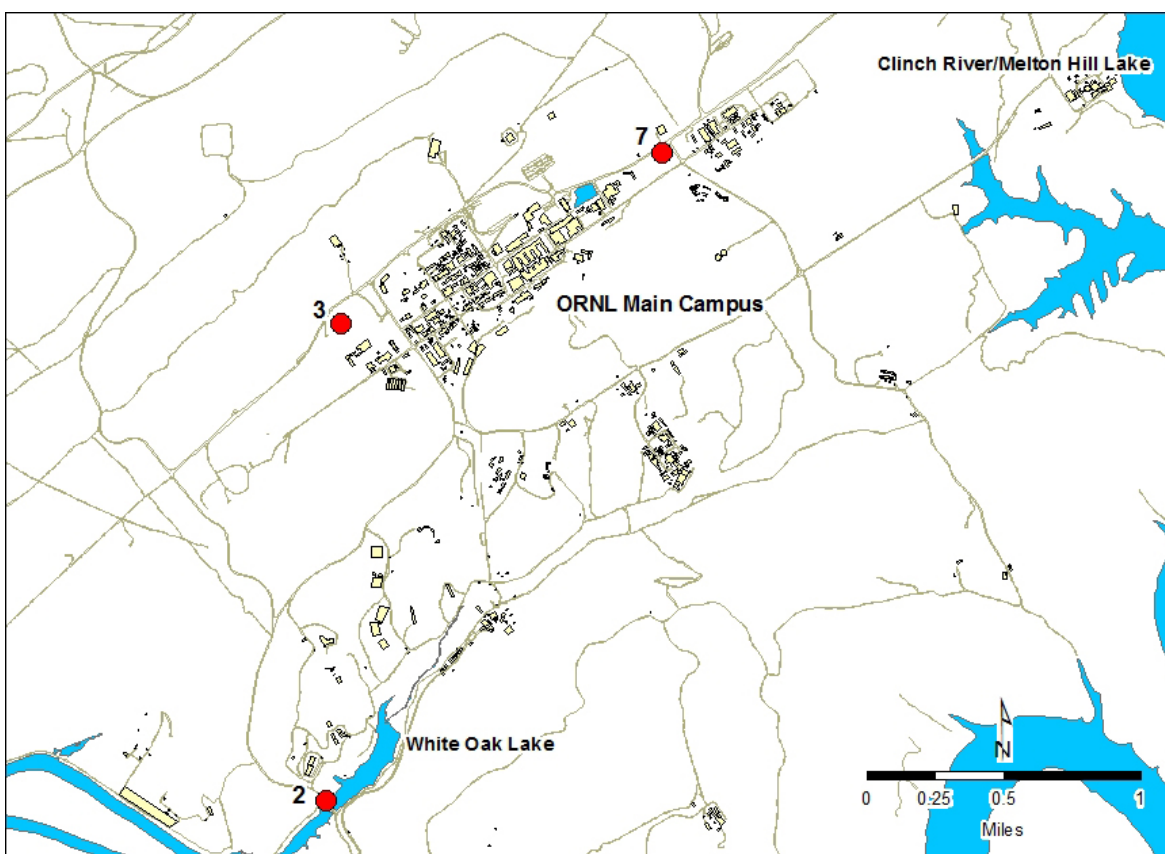 Clinch River/Melton Hill Lake
7
3
ORNL Main Campus
White Oak Lake
2
N
0 0.25 0.5 1
Miles